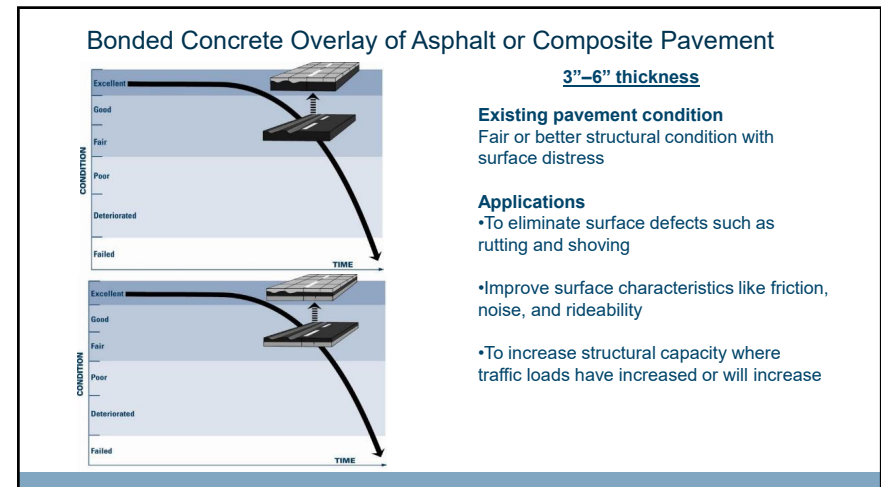 Bonded Concrete Overlay of Asphalt or Composite Pavement
CONDITION
Excellent
Good
Fair
Poor
Deteriorated
Failed
TIME
CONDITION
Excellent
Good
Fair
Poor
Deteriorated
Failed
TIME
3”–6” thickness
Existing pavement condition
Fair or better structural condition with
surface distress
Applications
•To eliminate surface defects such as
rutting and shoving
•Improve surface characteristics like friction,
noise, and rideability
•To increase structural capacity where
traffic loads have increased or will increase